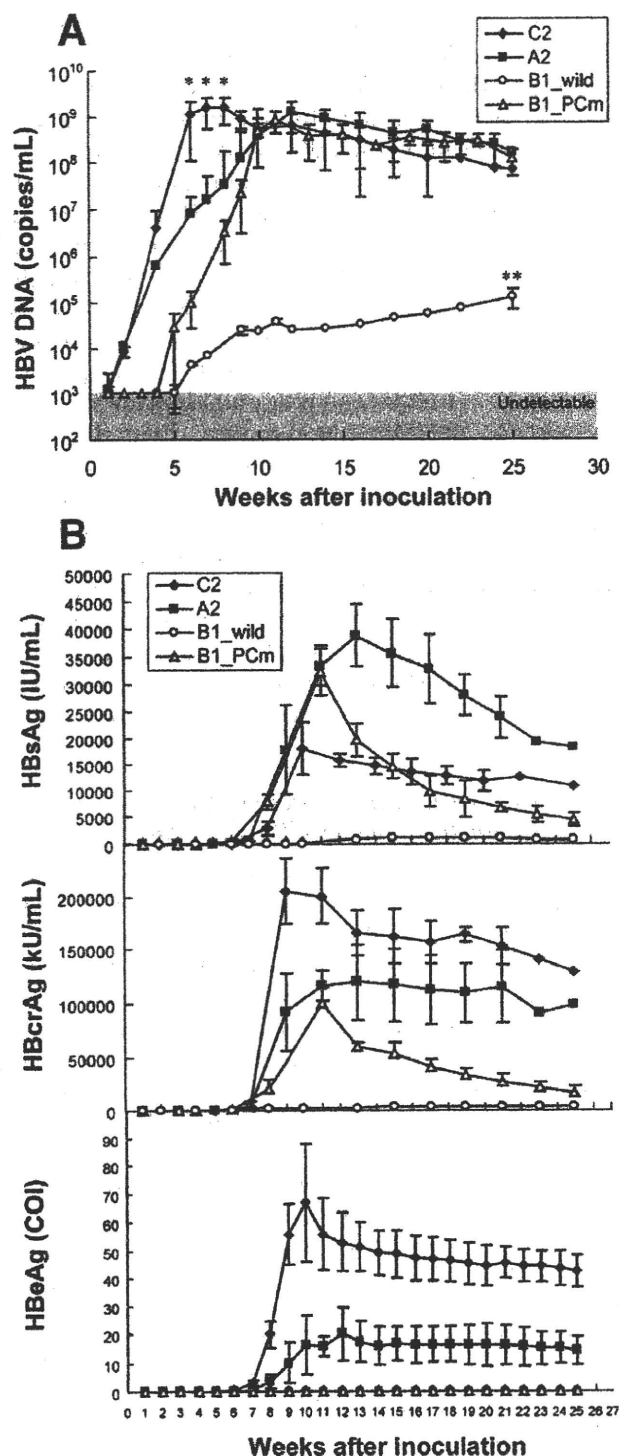 A
C2
A2
B1_wild
B1_PCm
* * *
**
10¹⁰
10⁹
10⁸
10⁷
10⁶
10⁵
10⁴
10³
10²
HBV DNA (copies/mL)
Undetectable
0 5 10 15 20 25 30
Weeks after inoculation
B
C2
A2
B1_wild
B1_PCm
50000
45000
40000
35000
30000
25000
20000
15000
10000
5000
0
HBsAg (IU/mL)
200000
150000
100000
50000
0
HBcrAg (kU/mL)
90
80
70
60
50
40
30
20
10
0
HBeAg (COI)
0 1 2 3 4 5 6 7 8 9 10 11 12 13 14 15 16 17 18 19 20 21 22 23 24 25 26 27
Weeks after inoculation